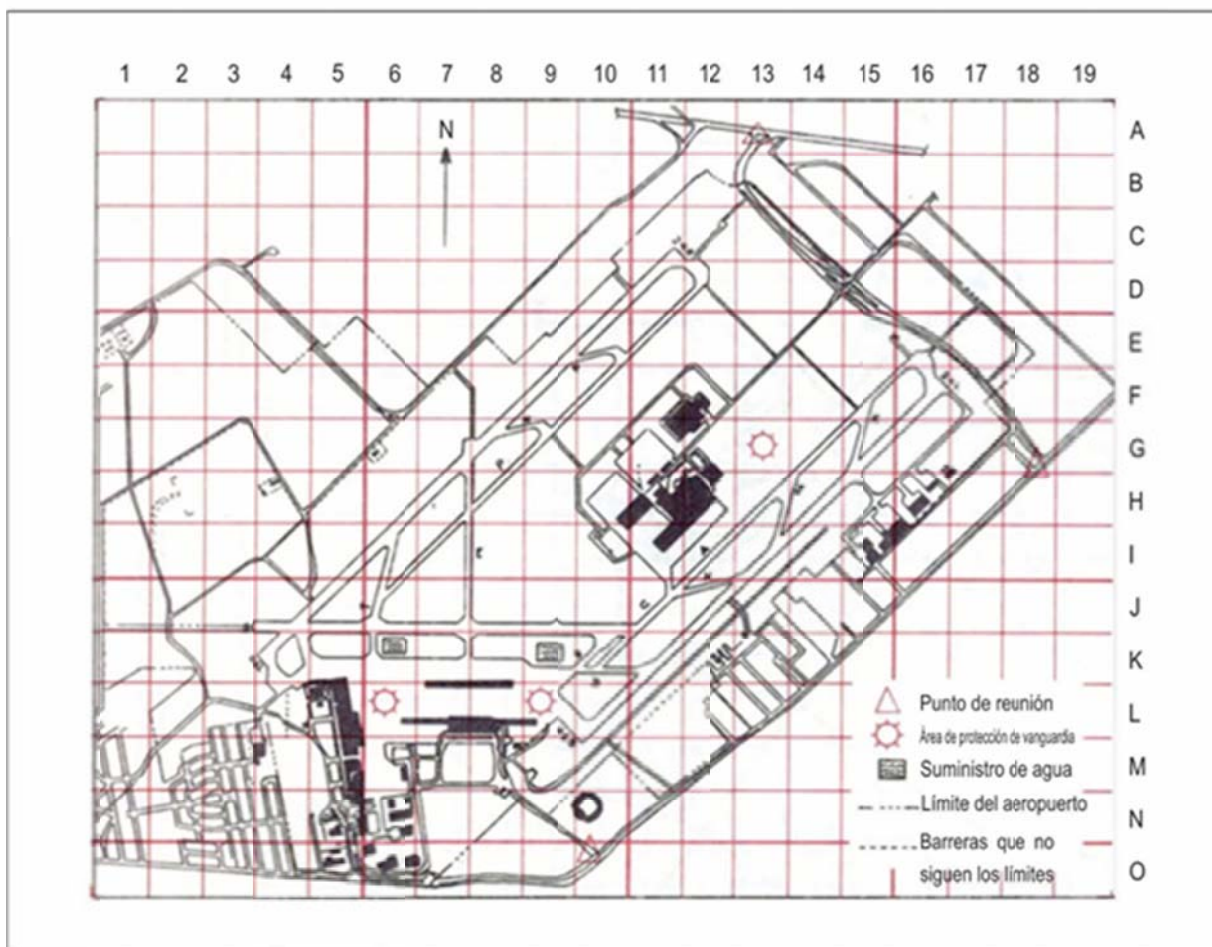 1 2 3 4 5 6 7 8 9 10 11 12 13 14 15 16 17 18 19
A
N
B
C
D
E
F
G
H
I
J
K
L
Punto de reunión
Área de protección de vanguardia
M
Suministro de agua
Límite del aeropuerto
N
Barreras que no
siguen los límites
O